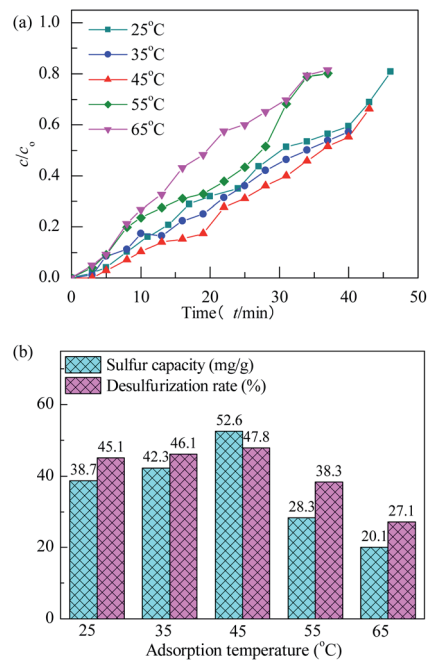 (a)
25°C
35°C
45°C
55°C
65°C
c/c₀
1.0
0.8
0.6
0.4
0.2
0.0
0 10 20 30 40 50
Time( t/min)
(b)
Sulfur capacity (mg/g)
Desulfurization rate (%)
60
40
20
0
38.7 45.1 42.3 46.1 52.6 47.8 28.3 38.3 20.1 27.1
25 35 45 55 65
Adsorption temperature (°C)